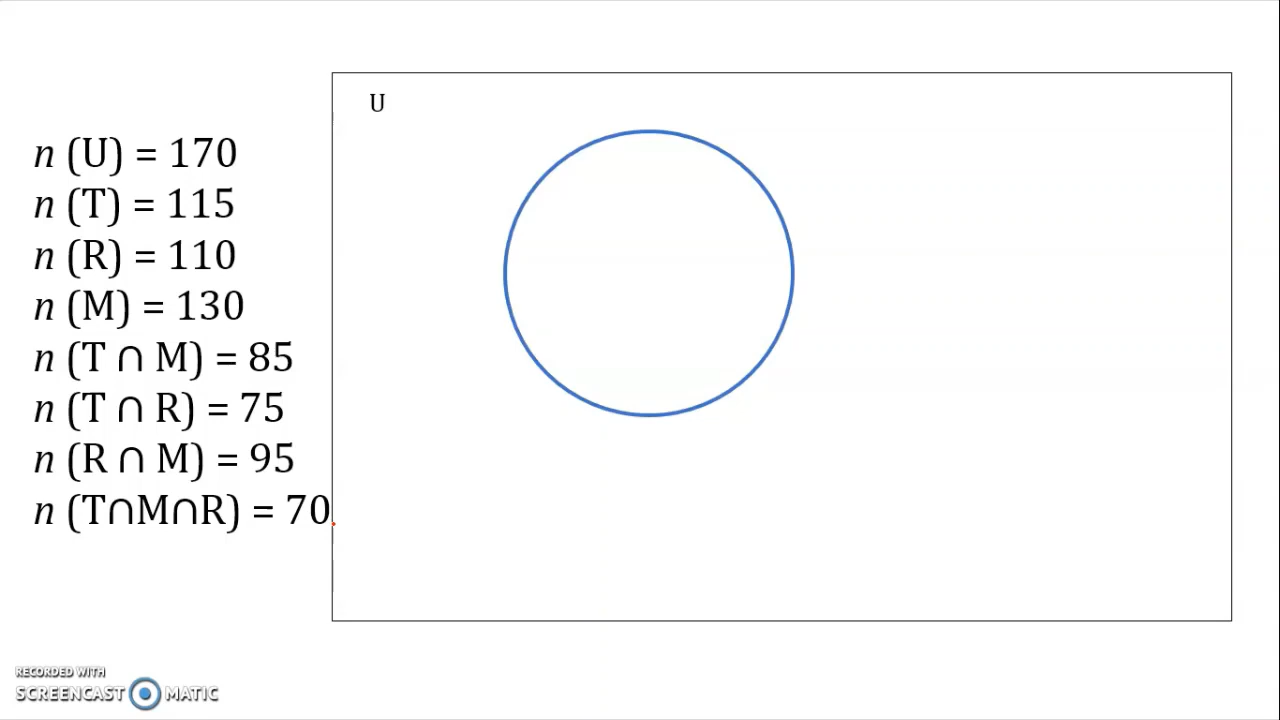 U
n (U) = 170
n (T) = 115
n (R) = 110
n (M) = 130
n (T ∩ M) = 85
n (T ∩ R) = 75
n (R ∩ M) = 95
n (T∩M∩R) = 70
RECORDED WITH
SCREENCAST MATIC